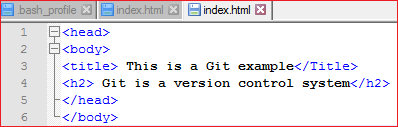 .bash_profile index.html index.html
1 <head>
2 <body>
3 <title> This is a Git example</Title>
4 <h2> Git is a version control system</h2>
5 </head>
6 </body>